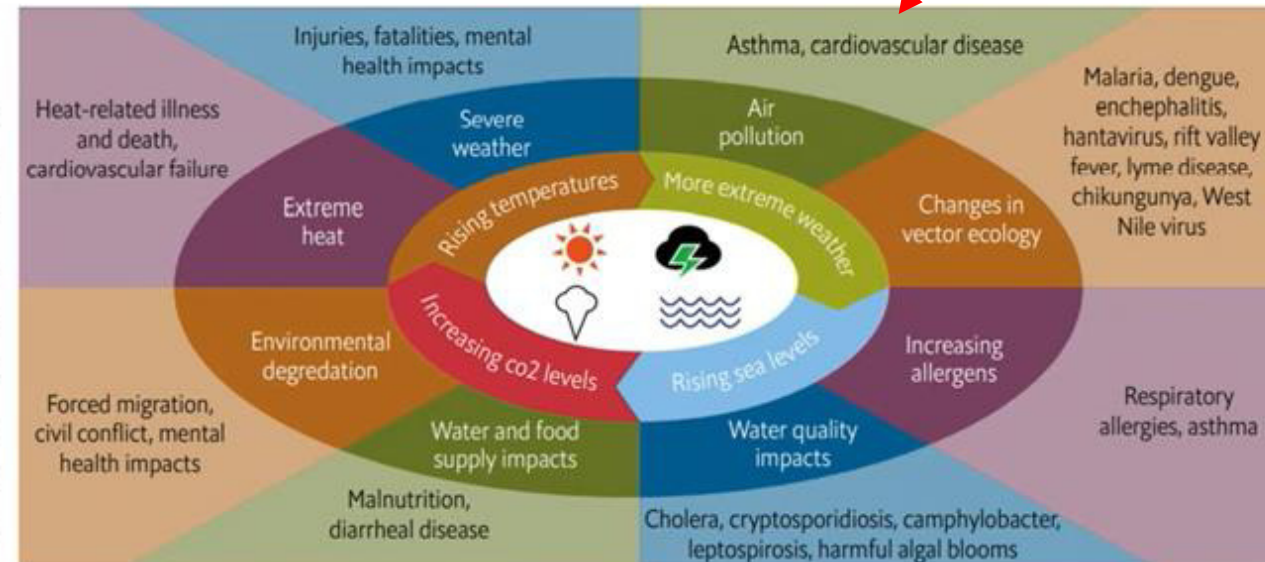 Injuries, fatalities, mental
health impacts
Asthma, cardiovascular disease
Heat-related illness
and death,
cardiovascular failure
Severe
weather
Air
pollution
Malaria, dengue,
enchephalitis,
hantavirus, rift valley
fever, lyme disease,
chikungunya, West
Nile virus
Extreme
heat
Rising temperatures
More extreme weather
Changes in
vector ecology
Environmental
degredation
Increasing co2 levels
Rising sea levels
Increasing
allergens
Forced migration,
civil conflict, mental
health impacts
Water and food
supply impacts
Water quality
impacts
Respiratory
allergies, asthma
Malnutrition,
diarrheal disease
Cholera, cryptosporidiosis, camphylobacter,
leptospirosis, harmful algal blooms